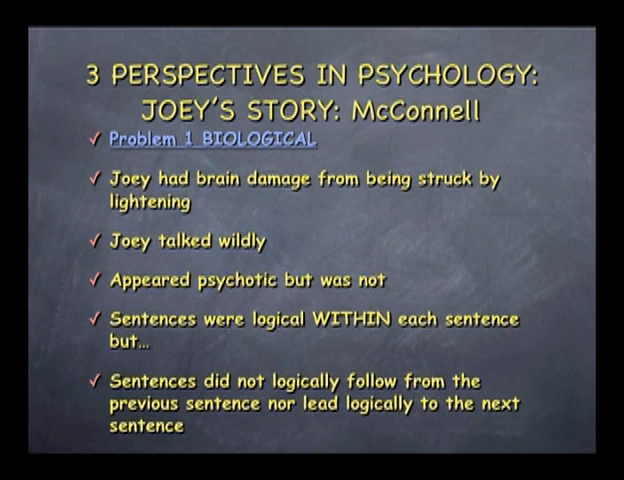 3 PERSPECTIVES IN PSYCHOLOGY:
JOEY'S STORY: McConnell
✓ Problem 1 BIOLOGICAL
✓ Joey had brain damage from being struck by
lightening
✓ Joey talked wildly
✓ Appeared psychotic but was not
✓ Sentences were logical WITHIN each sentence
but...
✓ Sentences did not logically follow from the
previous sentence nor lead logically to the next
sentence